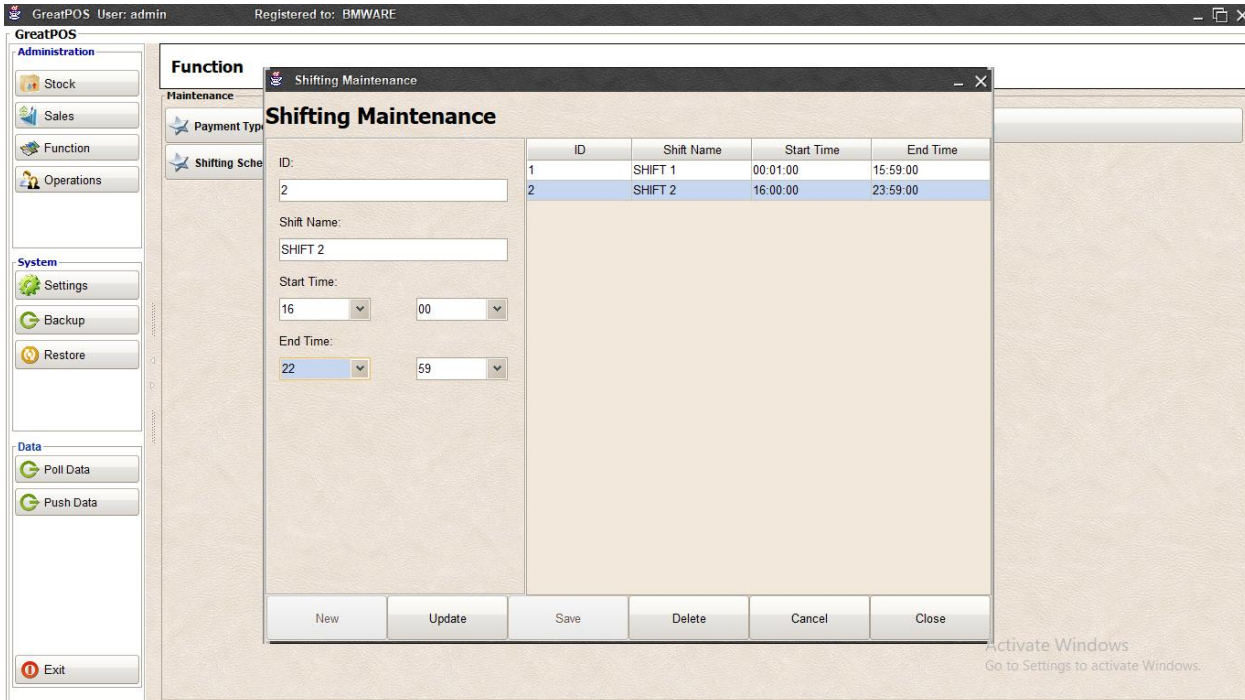 GreatPOS User: admin Registered to: BMWARE
GreatPOS
Administration
Stock
Sales
Function
Operations
System
Settings
Backup
Restore
Data
Poll Data
Push Data
Exit
Function
Maintenance
Payment Type
Shifting Sche
Shifting Maintenance
Shifting Maintenance
ID:
2
Shift Name:
SHIFT 2
Start Time:
16 00
End Time:
22 59
ID Shift Name Start Time End Time
1 SHIFT 1 00:01:00 15:59:00
2 SHIFT 2 16:00:00 23:59:00
New Update Save Delete Cancel Close
Activate Windows
Go to Settings to activate Windows.